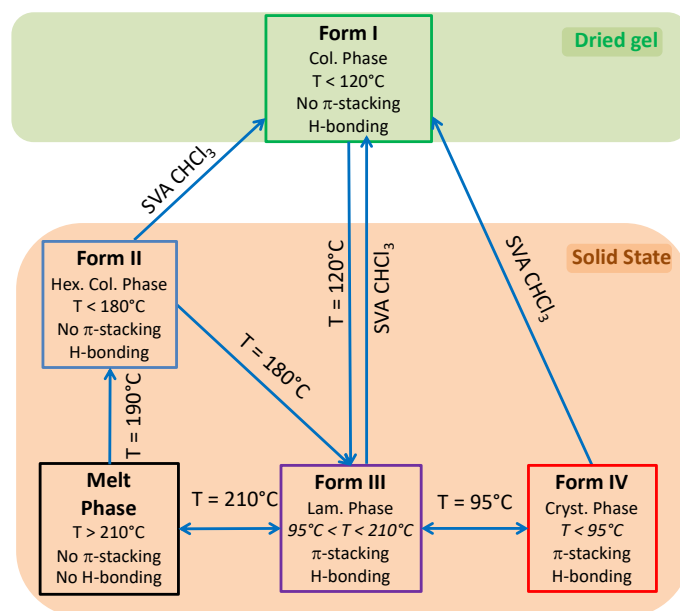 Form I
Col. Phase
T < 120°C
No π-stacking
H-bonding
Dried gel
SVA CHCl₃
T = 120°C
SVA CHCl₃
SVA CHCl₃
Solid State
Form II
Hex. Col. Phase
T < 180°C
No π-stacking
H-bonding
T = 180°C
T = 190°C
Melt
Phase
T > 210°C
No π-stacking
No H-bonding
T = 210°C
Form III
Lam. Phase
95°C < T < 210°C
π-stacking
H-bonding
T = 95°C
Form IV
Cryst. Phase
T < 95°C
π-stacking
H-bonding